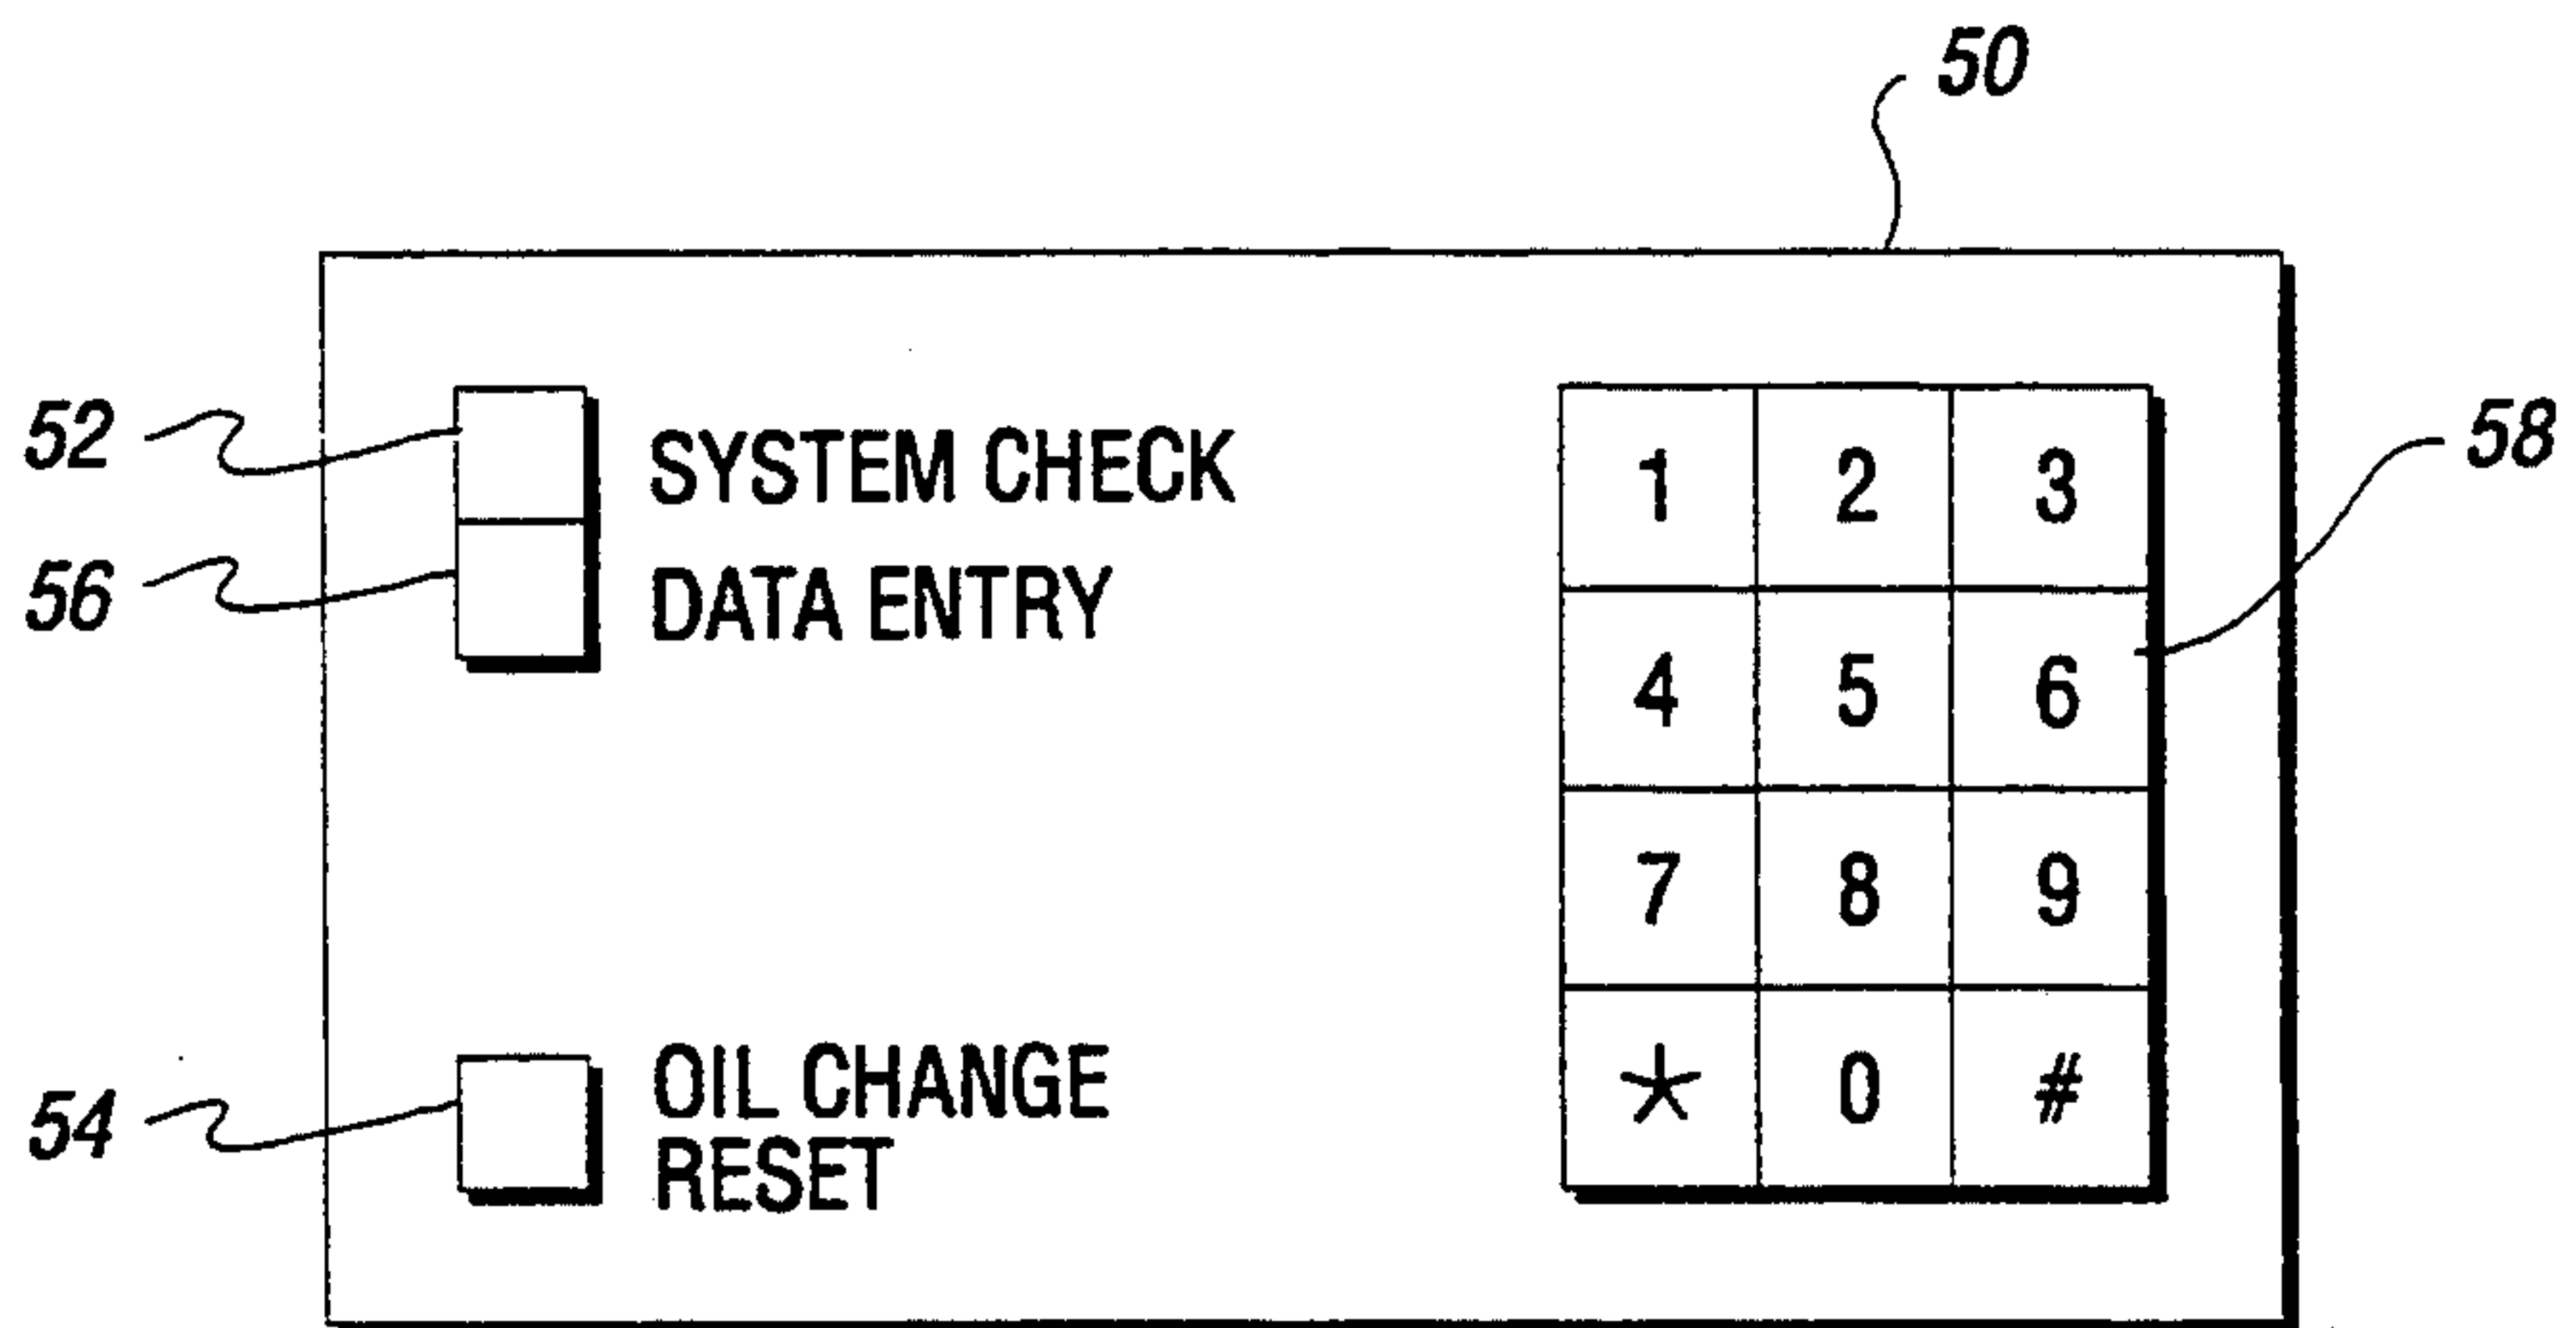 50
52
SYSTEM CHECK
1 2 3
58
56
DATA ENTRY
4 5 6
7 8 9
54
OIL CHANGE
RESET
* 0 #